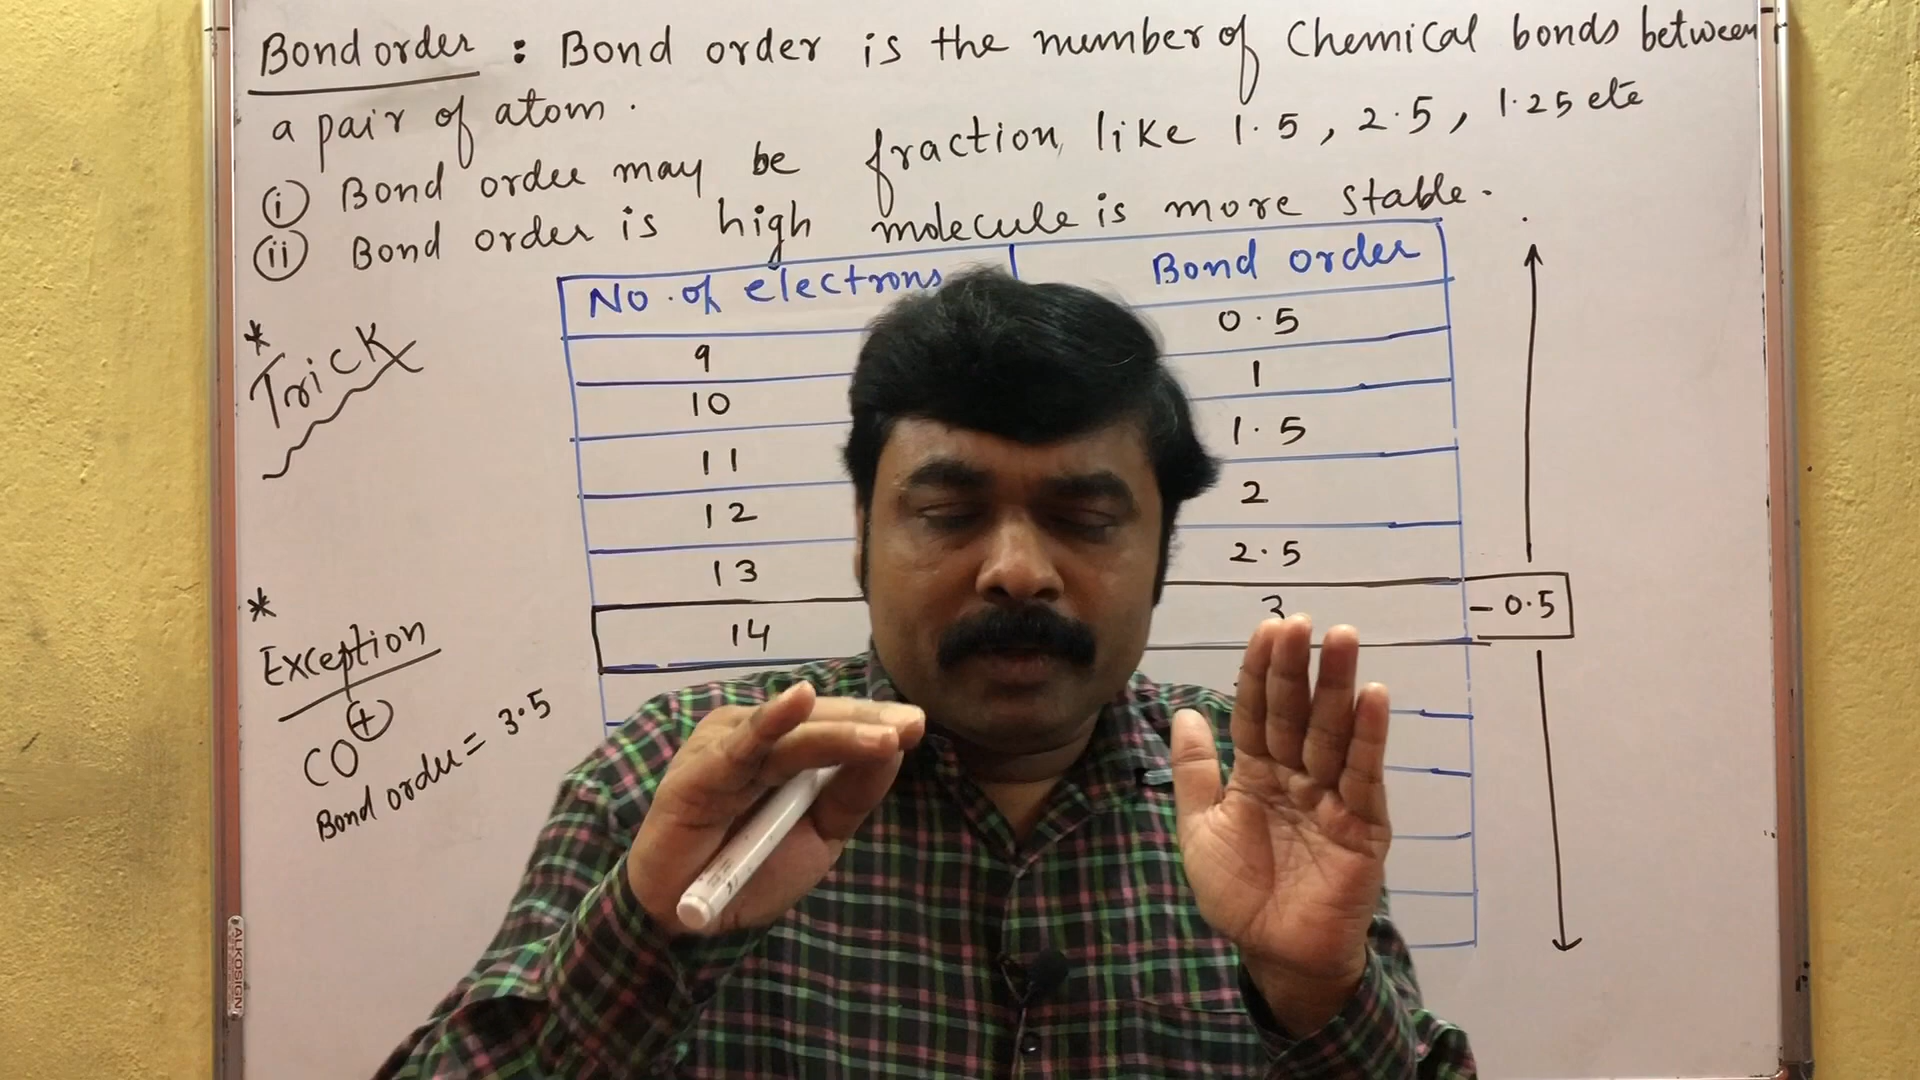 Bond order : Bond order is the number of Chemical bonds between
a pair of atom .
(i) Bond order may be fraction, like 1.5 , 2.5 , 1.25 etc
(ii) Bond order is high molecule is more stable.
No. of electrons Bond order
9 0.5
10 1
11 1.5
12 2
13 2.5
14 3 - 0.5
* Trick
* Exception
CO+
Bond order = 3.5
ALKOSIGN